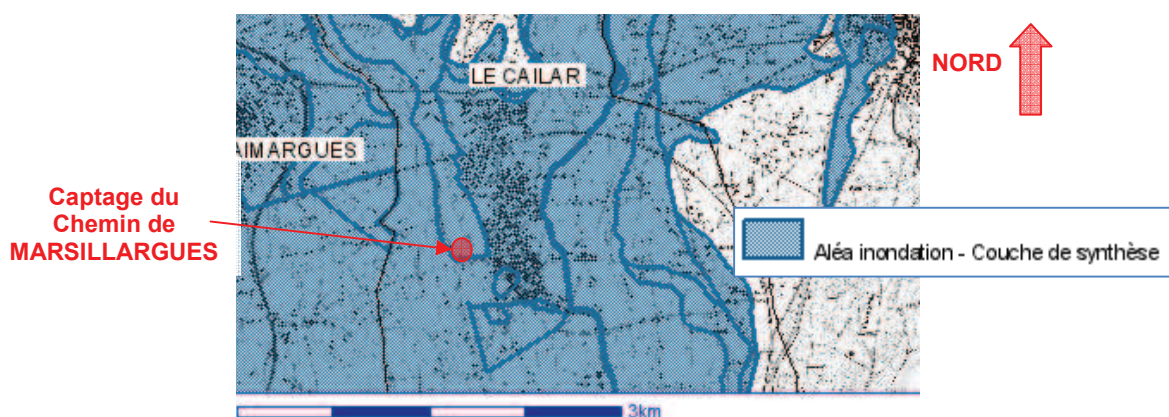 NORD
LE CAILAR
AIMARGUES
Captage du
Chemin de
MARSILLARGUES
Aléa inondation - Couche de synthèse
3km